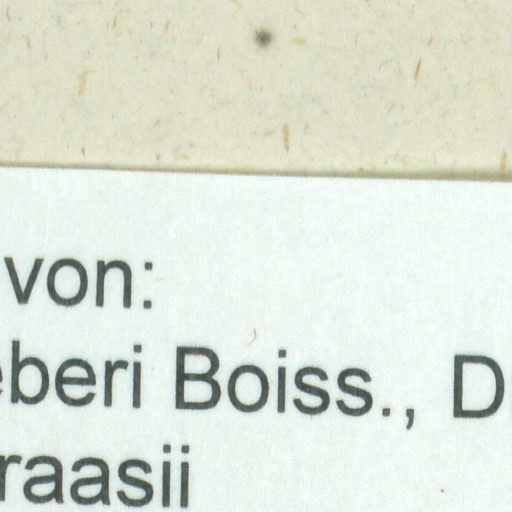 von:
eberi Boiss., D
raasii